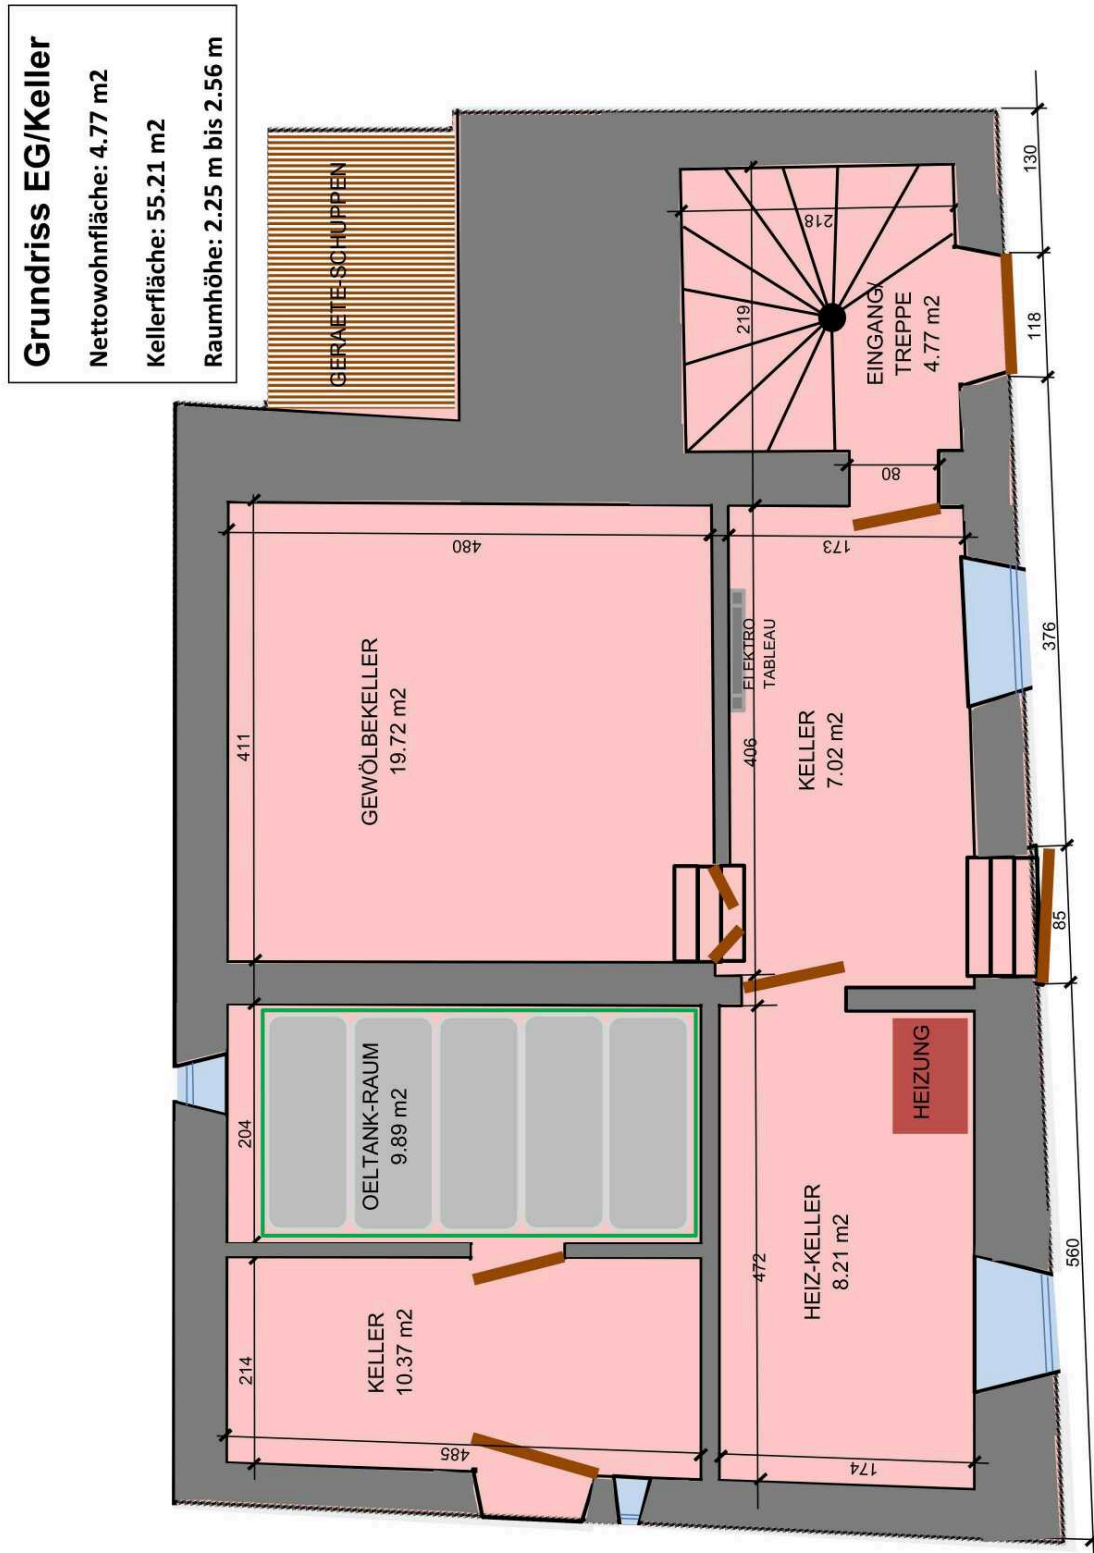 Grundriss EG/Keller
Nettowohnfläche: 4.77 m2
Kellerfläche: 55.21 m2
Raumhöhe: 2.25 m bis 2.56 m
GERAETE-SCHUPPEN
218
219
EINGANG/
TREPPE
4.77 m2
130
118
80
480
411
GEWÖLBEKELLER
19.72 m2
173
ELEKTRO
TABLEAU
406
KELLER
7.02 m2
376
85
204
OELTANK-RAUM
9.89 m2
HEIZUNG
472
HEIZ-KELLER
8.21 m2
560
214
KELLER
10.37 m2
485
174